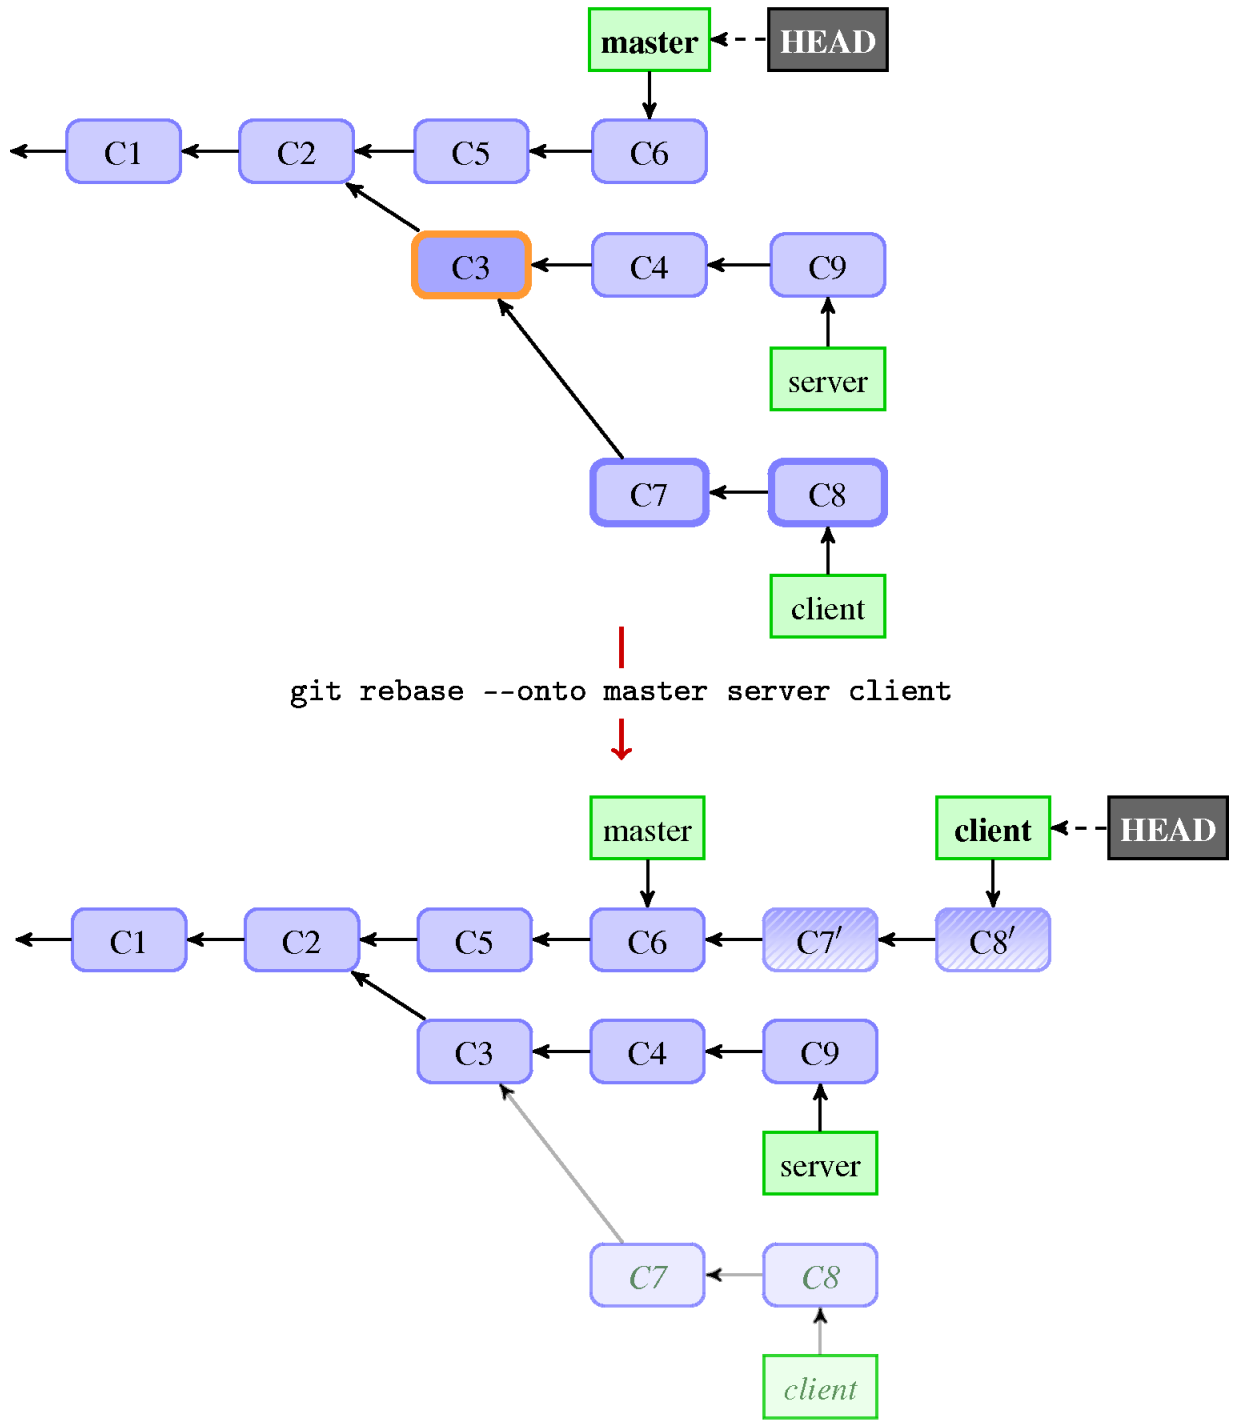 master HEAD
C1 C2 C5 C6
C3 C4 C9
server
C7 C8
client
git rebase --onto master server client
master client HEAD
C1 C2 C5 C6 C7′ C8′
C3 C4 C9
server
C7 C8
client